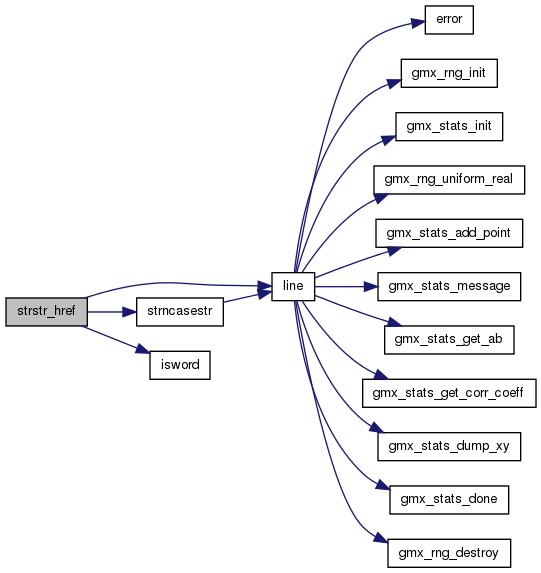 error
gmx_rng_init
gmx_stats_init
gmx_rng_uniform_real
gmx_stats_add_point
line
gmx_stats_message
strstr_href
strncasestr
gmx_stats_get_ab
isword
gmx_stats_get_corr_coeff
gmx_stats_dump_xy
gmx_stats_done
gmx_rng_destroy